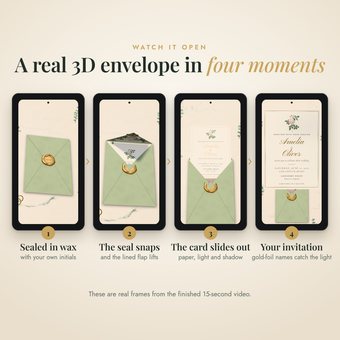 WATCH IT OPEN
A real 3D envelope in four moments
Amelia
Oliver
1
2
3
4
Sealed in wax
with your own initials
The seal snaps
and the lined flap lifts
The card slides out
paper, light and shadow
Your invitation
gold-foil names catch the light
These are real frames from the finished 15-second video.